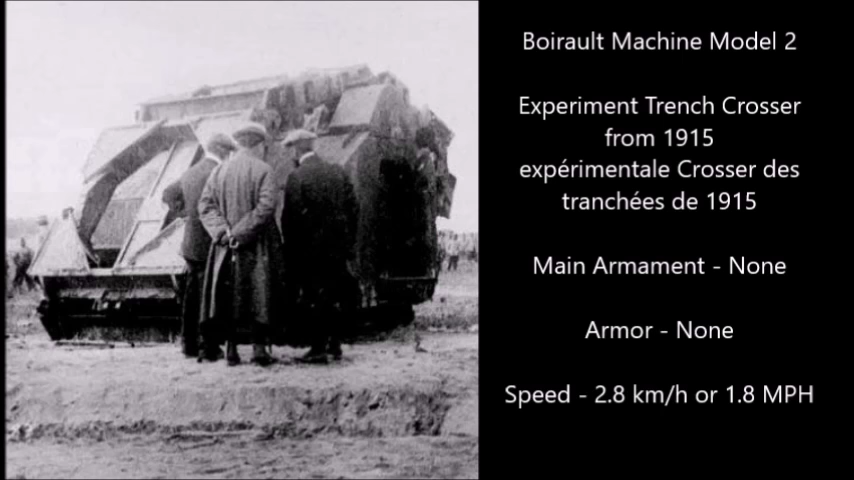 Boirault Machine Model 2
Experiment Trench Crosser
from 1915
expérimentale Crosser des
tranchées de 1915
Main Armament - None
Armor - None
Speed - 2.8 km/h or 1.8 MPH